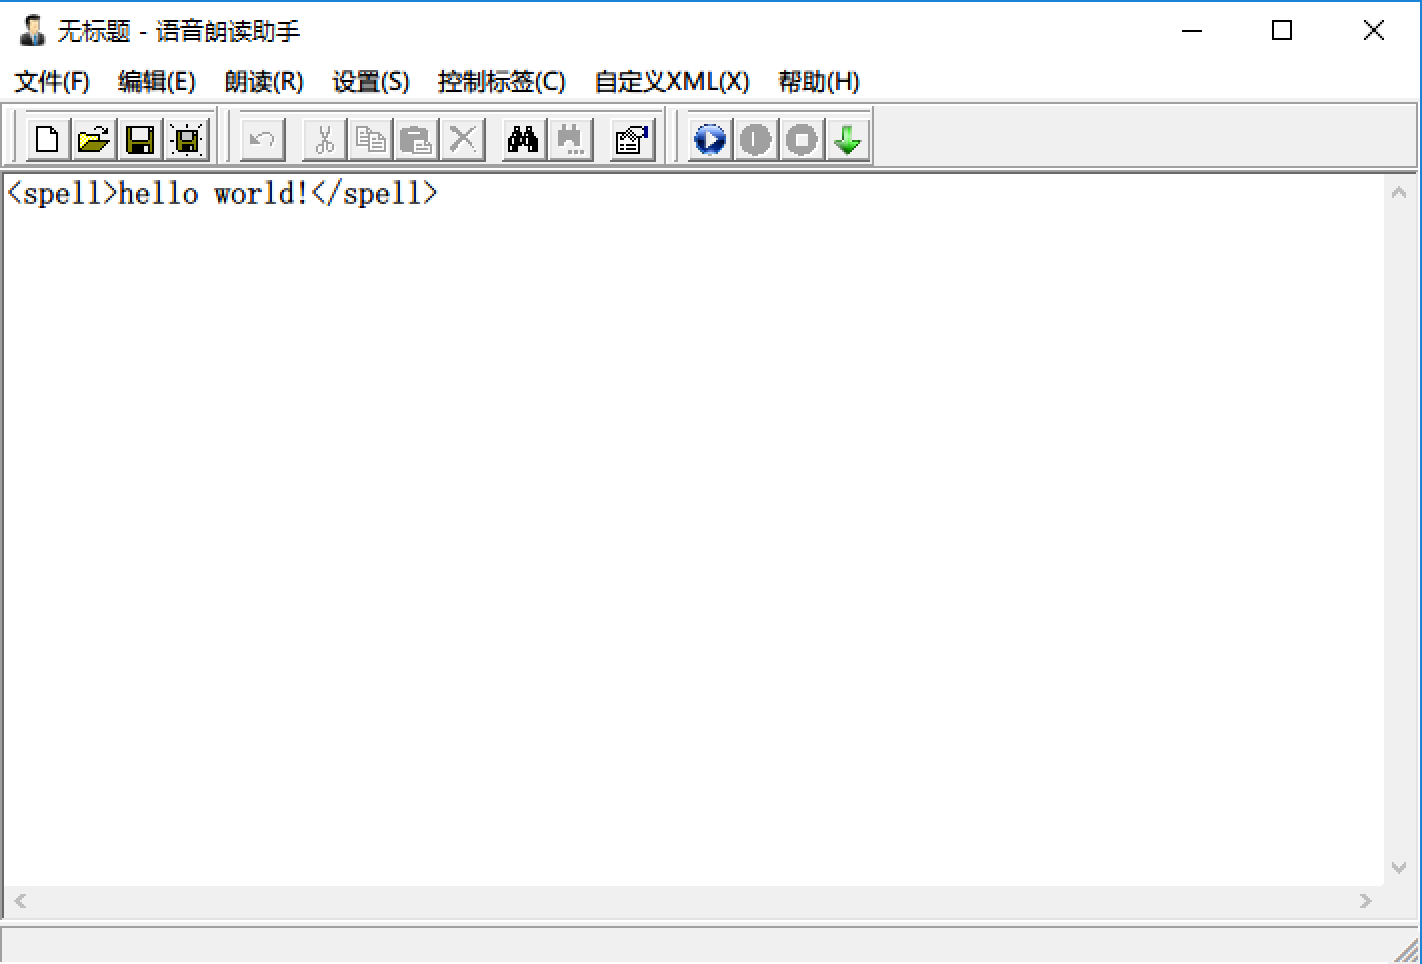 无标题 - 语音朗读助手
文件(F) 编辑(E) 朗读(R) 设置(S) 控制标签(C) 自定义XML(X) 帮助(H)
<spell>hello world!</spell>